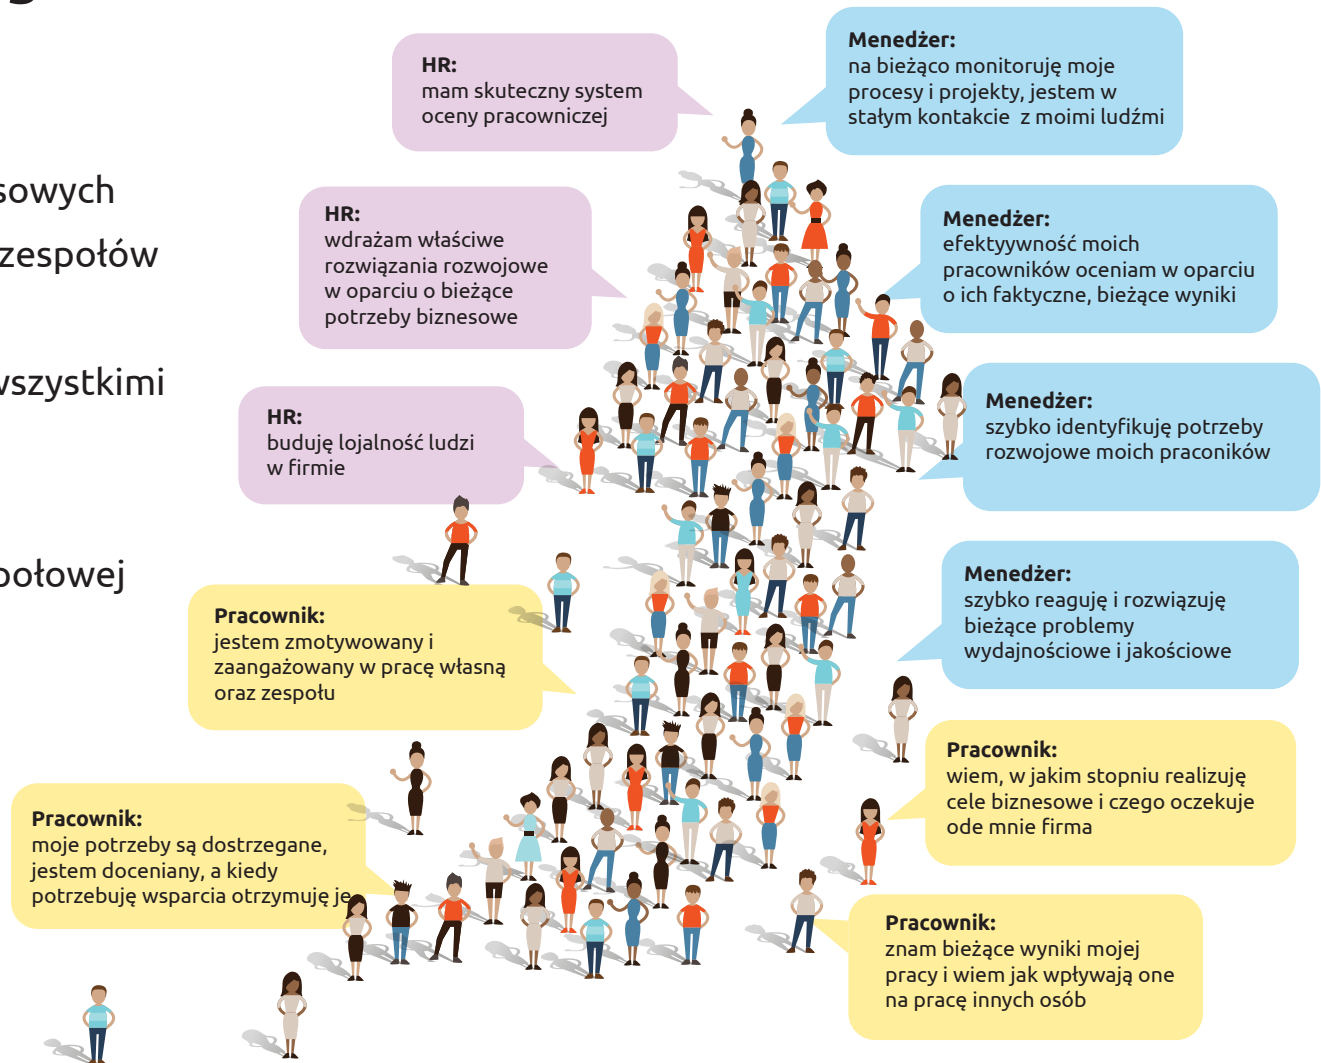 HR:
mam skuteczny system
oceny pracowniczej
Menedżer:
na bieżąco monitoruję moje
procesy i projekty, jestem w
stałym kontakcie z moimi ludźmi
sowych
zespołów
wszystkimi
połowej
HR:
wdrażam właściwe
rozwiązania rozwojowe
w oparciu o bieżące
potrzeby biznesowe
Menedżer:
efektyywność moich
pracowników oceniam w oparciu
o ich faktyczne, bieżące wyniki
HR:
buduję lojalność ludzi
w firmie
Menedżer:
szybko identyfikuję potrzeby
rozwojowe moich praconików
Menedżer:
szybko reaguję i rozwiązuję
bieżące problemy
wydajnościowe i jakościowe
Pracownik:
jestem zmotywowany i
zaangażowany w pracę własną
oraz zespołu
Pracownik:
wiem, w jakim stopniu realizuję
cele biznesowe i czego oczekuje
ode mnie firma
Pracownik:
moje potrzeby są dostrzegane,
jestem doceniany, a kiedy
potrzebuję wsparcia otrzymuję je
Pracownik:
znam bieżące wyniki mojej
pracy i wiem jak wpływają one
na pracę innych osób